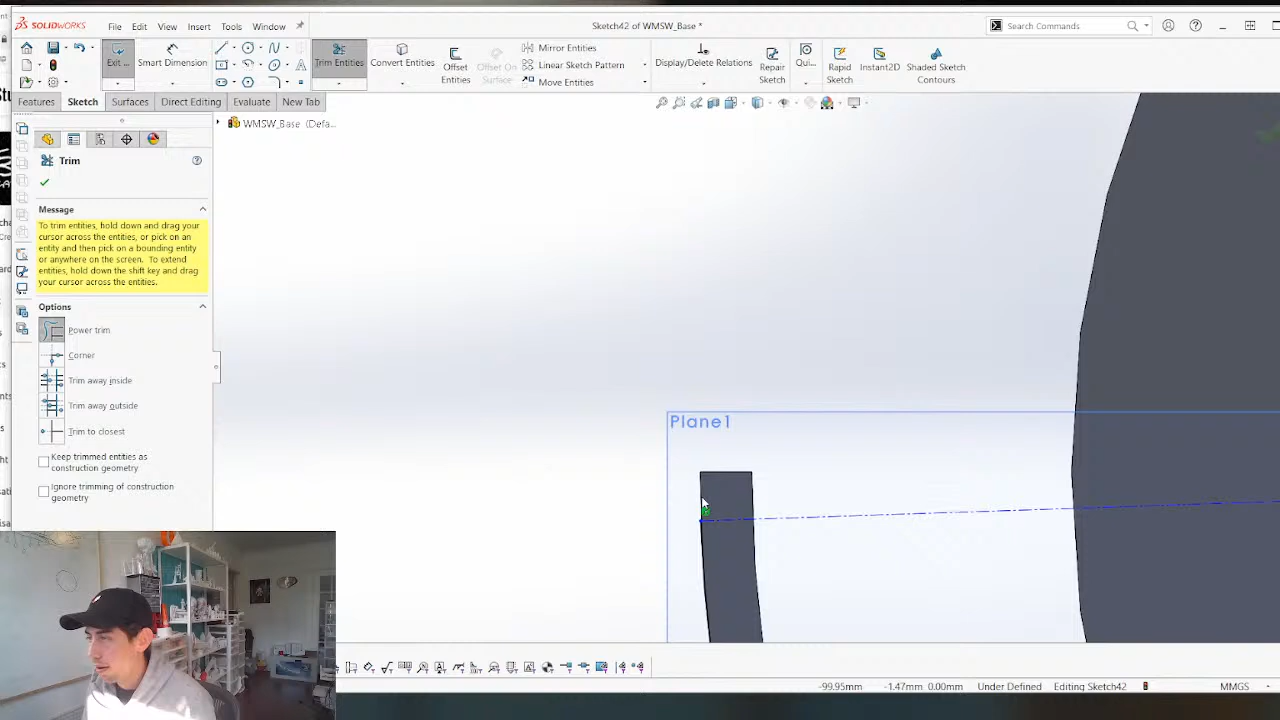 SOLIDWORKS
File Edit View Insert Tools Window
Sketch42 of WMSW_Base *
Search Commands
Exit ...
Smart Dimension
Trim Entities
Convert Entities
Offset Entities
Offset On Surface
Mirror Entities
Linear Sketch Pattern
Move Entities
Display/Delete Relations
Repair Sketch
Qui...
Rapid Sketch
Instant2D
Shaded Sketch Contours
Features Sketch Surfaces Direct Editing Evaluate New Tab
WMSW_Base (Defa...
Trim
Message
To trim entities, hold down and drag your
cursor across the entities, or pick on an
entity and then pick on a bounding entity
or anywhere on the screen. To extend
entities, hold down the shift key and drag
your cursor across the entities.
Options
Power trim
Corner
Trim away inside
Trim away outside
Trim to closest
Keep trimmed entities as
construction geometry
Ignore trimming of construction
geometry
Plane1
-99.95mm -1.47mm 0.00mm Under Defined Editing Sketch42 MMGS